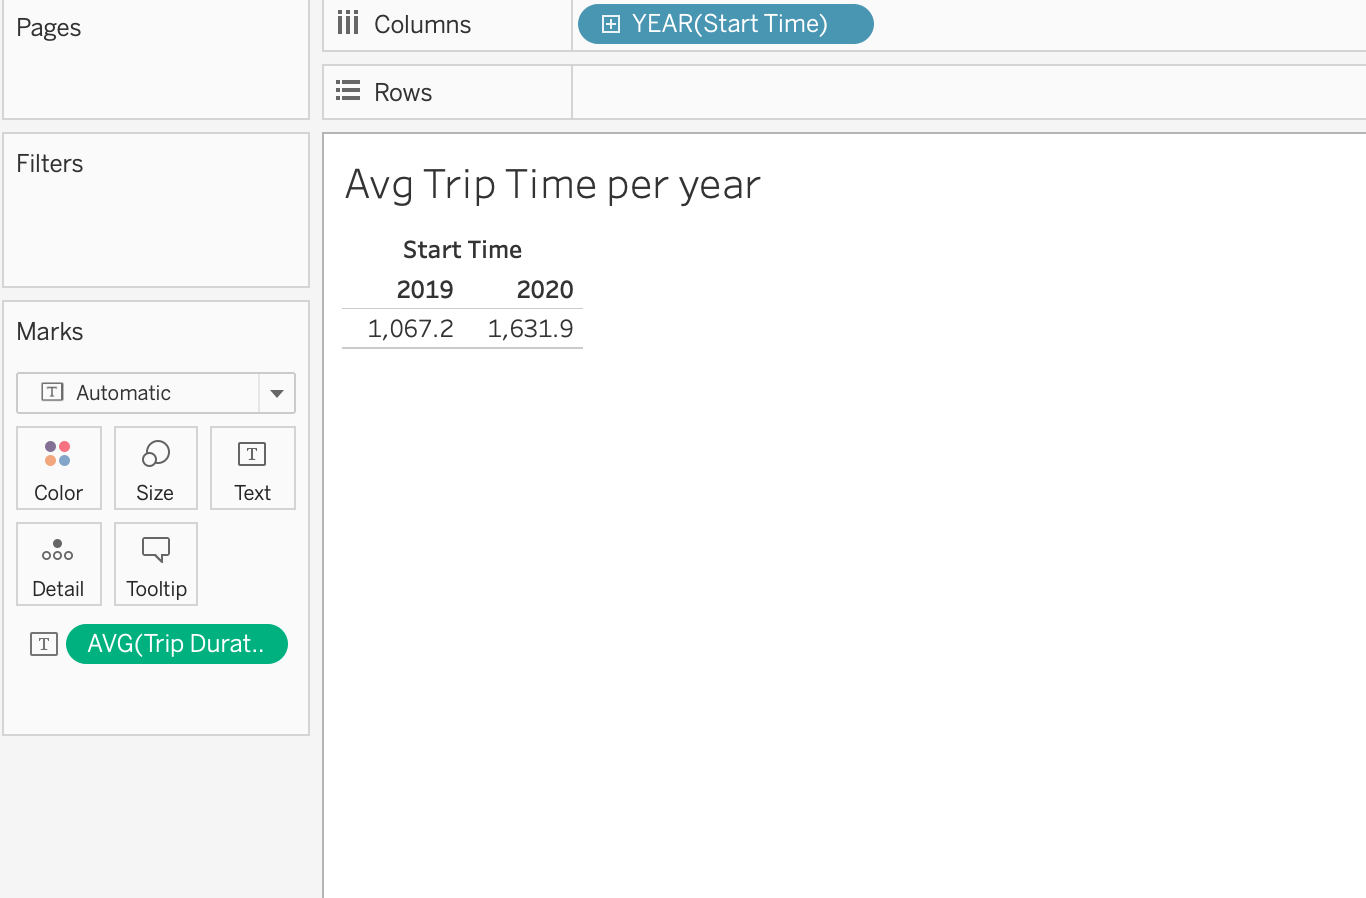 Pages
Columns
YEAR(Start Time)
Rows
Filters
Avg Trip Time per year
Start Time
2019 2020
1,067.2 1,631.9
Marks
T Automatic
Color Size T Text
Detail Tooltip
T AVG(Trip Durat..